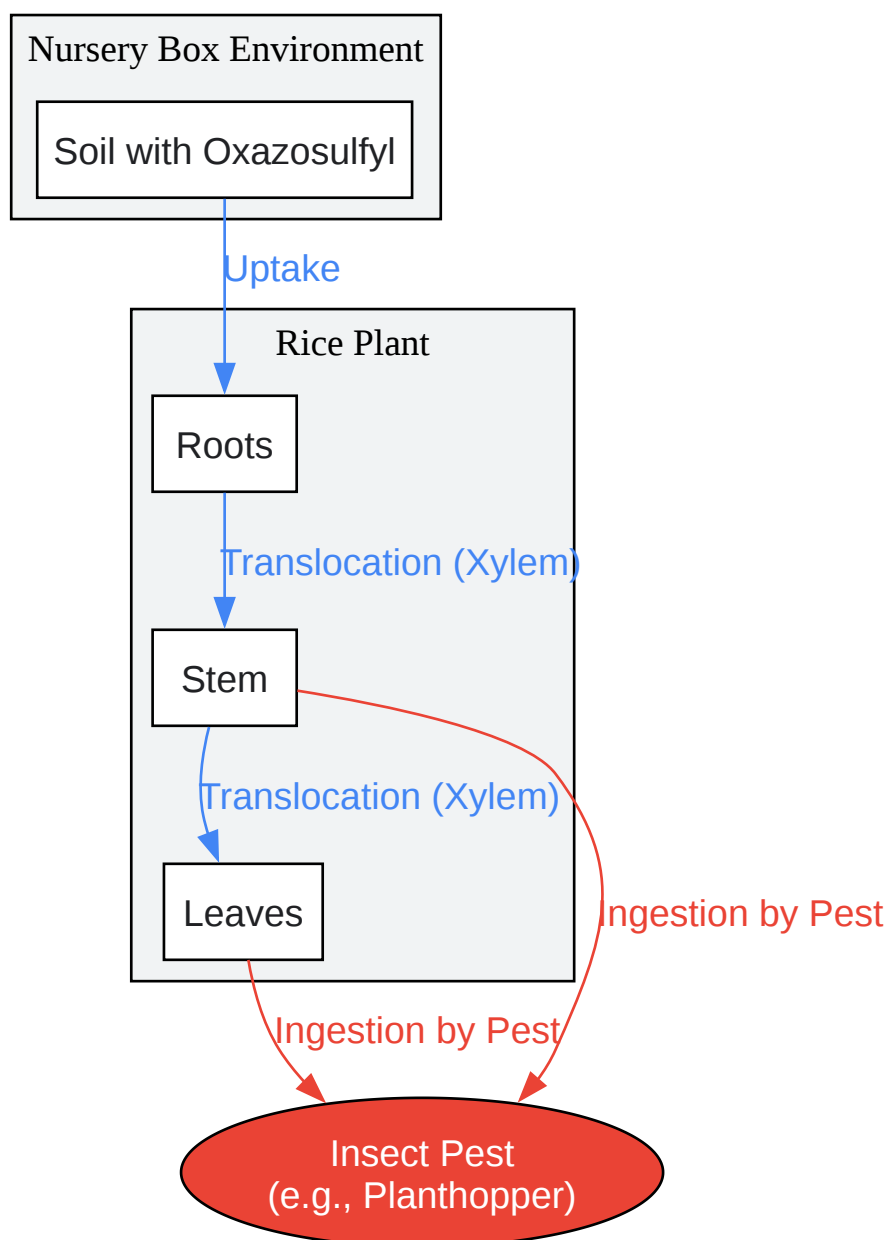 Nursery Box Environment
Soil with Oxazosulfyl
Uptake
Rice Plant
Roots
Translocation (Xylem)
Stem
Translocation (Xylem)
Leaves
Ingestion by Pest
Ingestion by Pest
Insect Pest
(e.g., Planthopper)